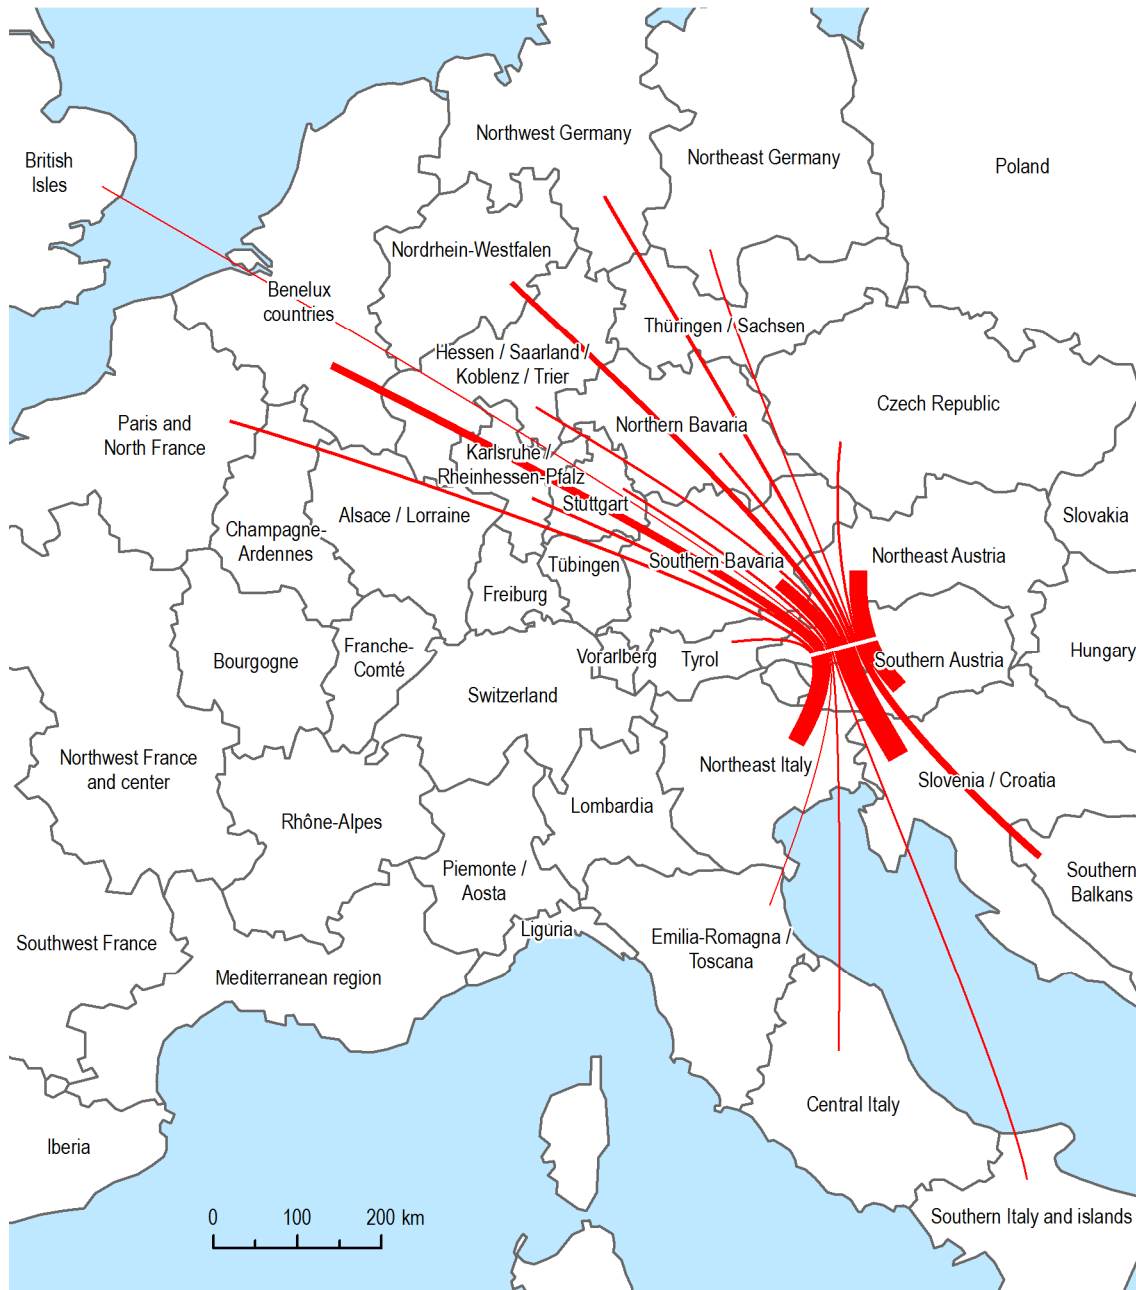 Northwest Germany
Northeast Germany
British
Isles
Poland
Nordrhein-Westfalen
Benelux
countries
Thüringen / Sachsen
Hessen / Saarland /
Koblenz / Trier
Czech Republic
Paris and
North France
Northern Bavaria
Karlsruhe /
Rheinhessen-Pfalz
Stuttgart
Alsace / Lorraine
Slovakia
Champagne-
Ardennes
Northeast Austria
Southern Bavaria
Tübingen
Freiburg
Franche-
Comté
Bourgogne
Vorarlberg
Tyrol
Southern Austria
Hungary
Switzerland
Northwest France
and center
Northeast Italy
Slovenia / Croatia
Lombardia
Rhône-Alpes
Piemonte /
Aosta
Southern
Balkans
Liguria
Southwest France
Emilia-Romagna /
Toscana
Mediterranean region
Central Italy
Iberia
0 100 200 km
Southern Italy and islands